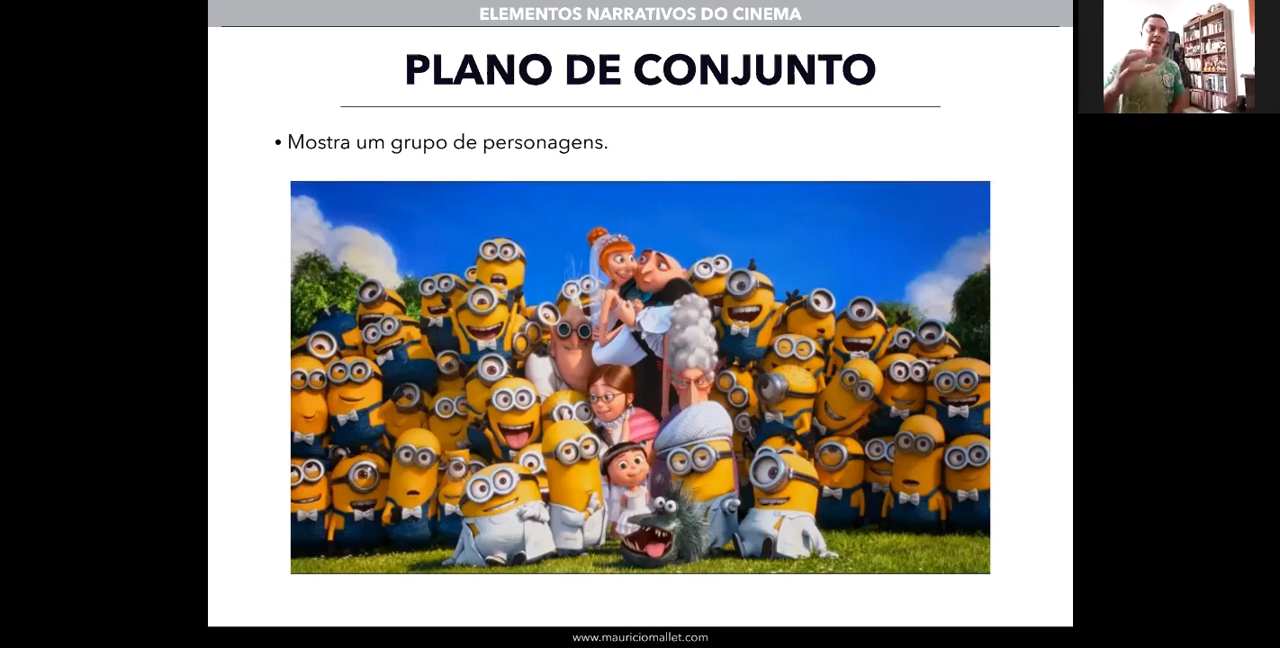 ELEMENTOS NARRATIVOS DO CINEMA
PLANO DE CONJUNTO
• Mostra um grupo de personagens.
www.mauriciomallet.com